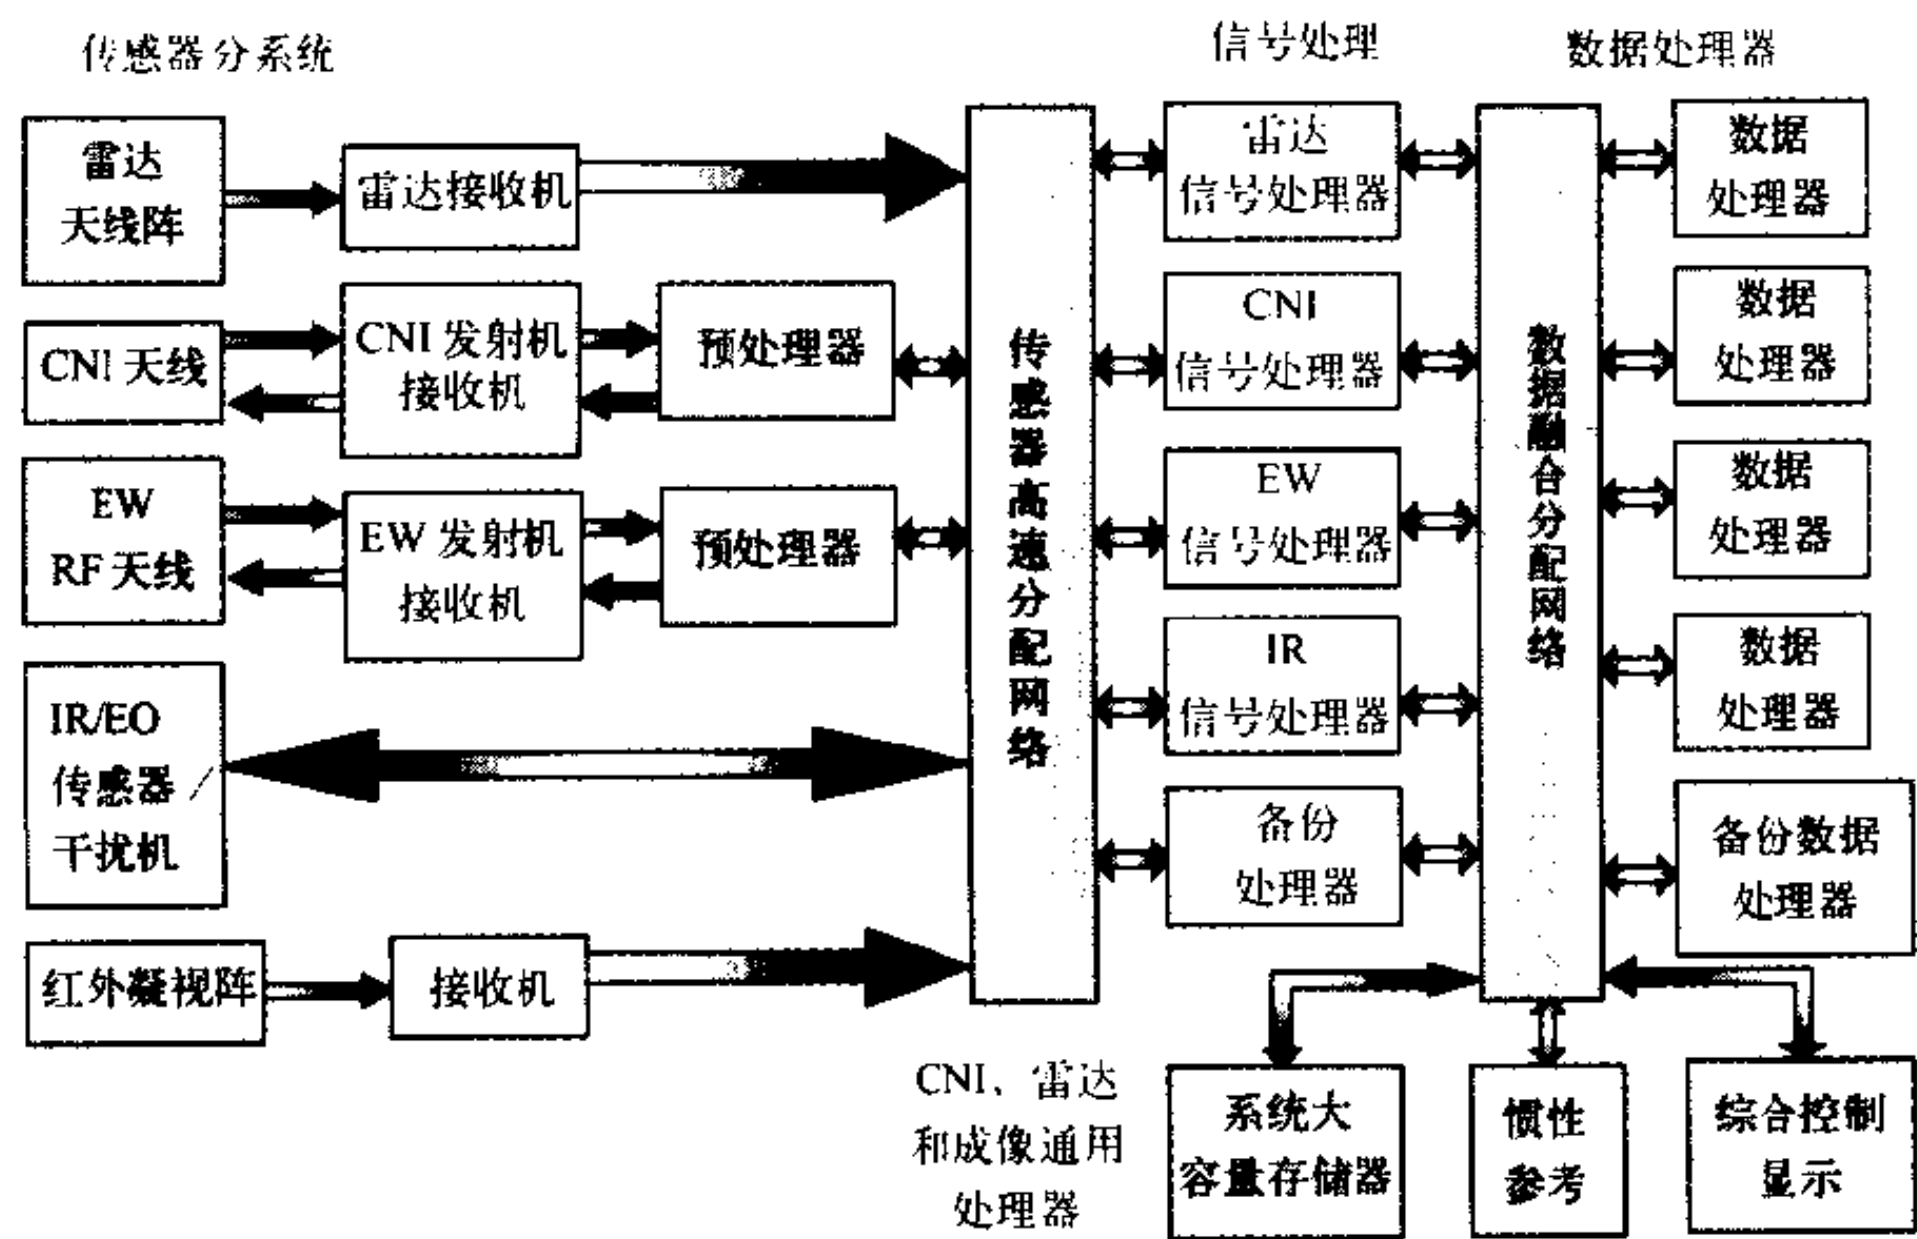 传感器分系统
信号处理
数据处理器
雷达
天线阵
雷达接收机
CNI 天线
CNI 发射机
接收机
预处理器
EW
RF 天线
EW 发射机
接收机
预处理器
IR/EO
传感器/
干扰机
红外凝视阵
接收机
传感器高速分配网络
雷达
信号处理器
CNI
信号处理器
EW
信号处理器
IR
信号处理器
备份
处理器
数据融合分配网络
数据
处理器
数据
处理器
数据
处理器
数据
处理器
备份数据
处理器
CNI、雷达
和成像通用
处理器
系统大
容量存储器
惯性
参考
综合控制
显示